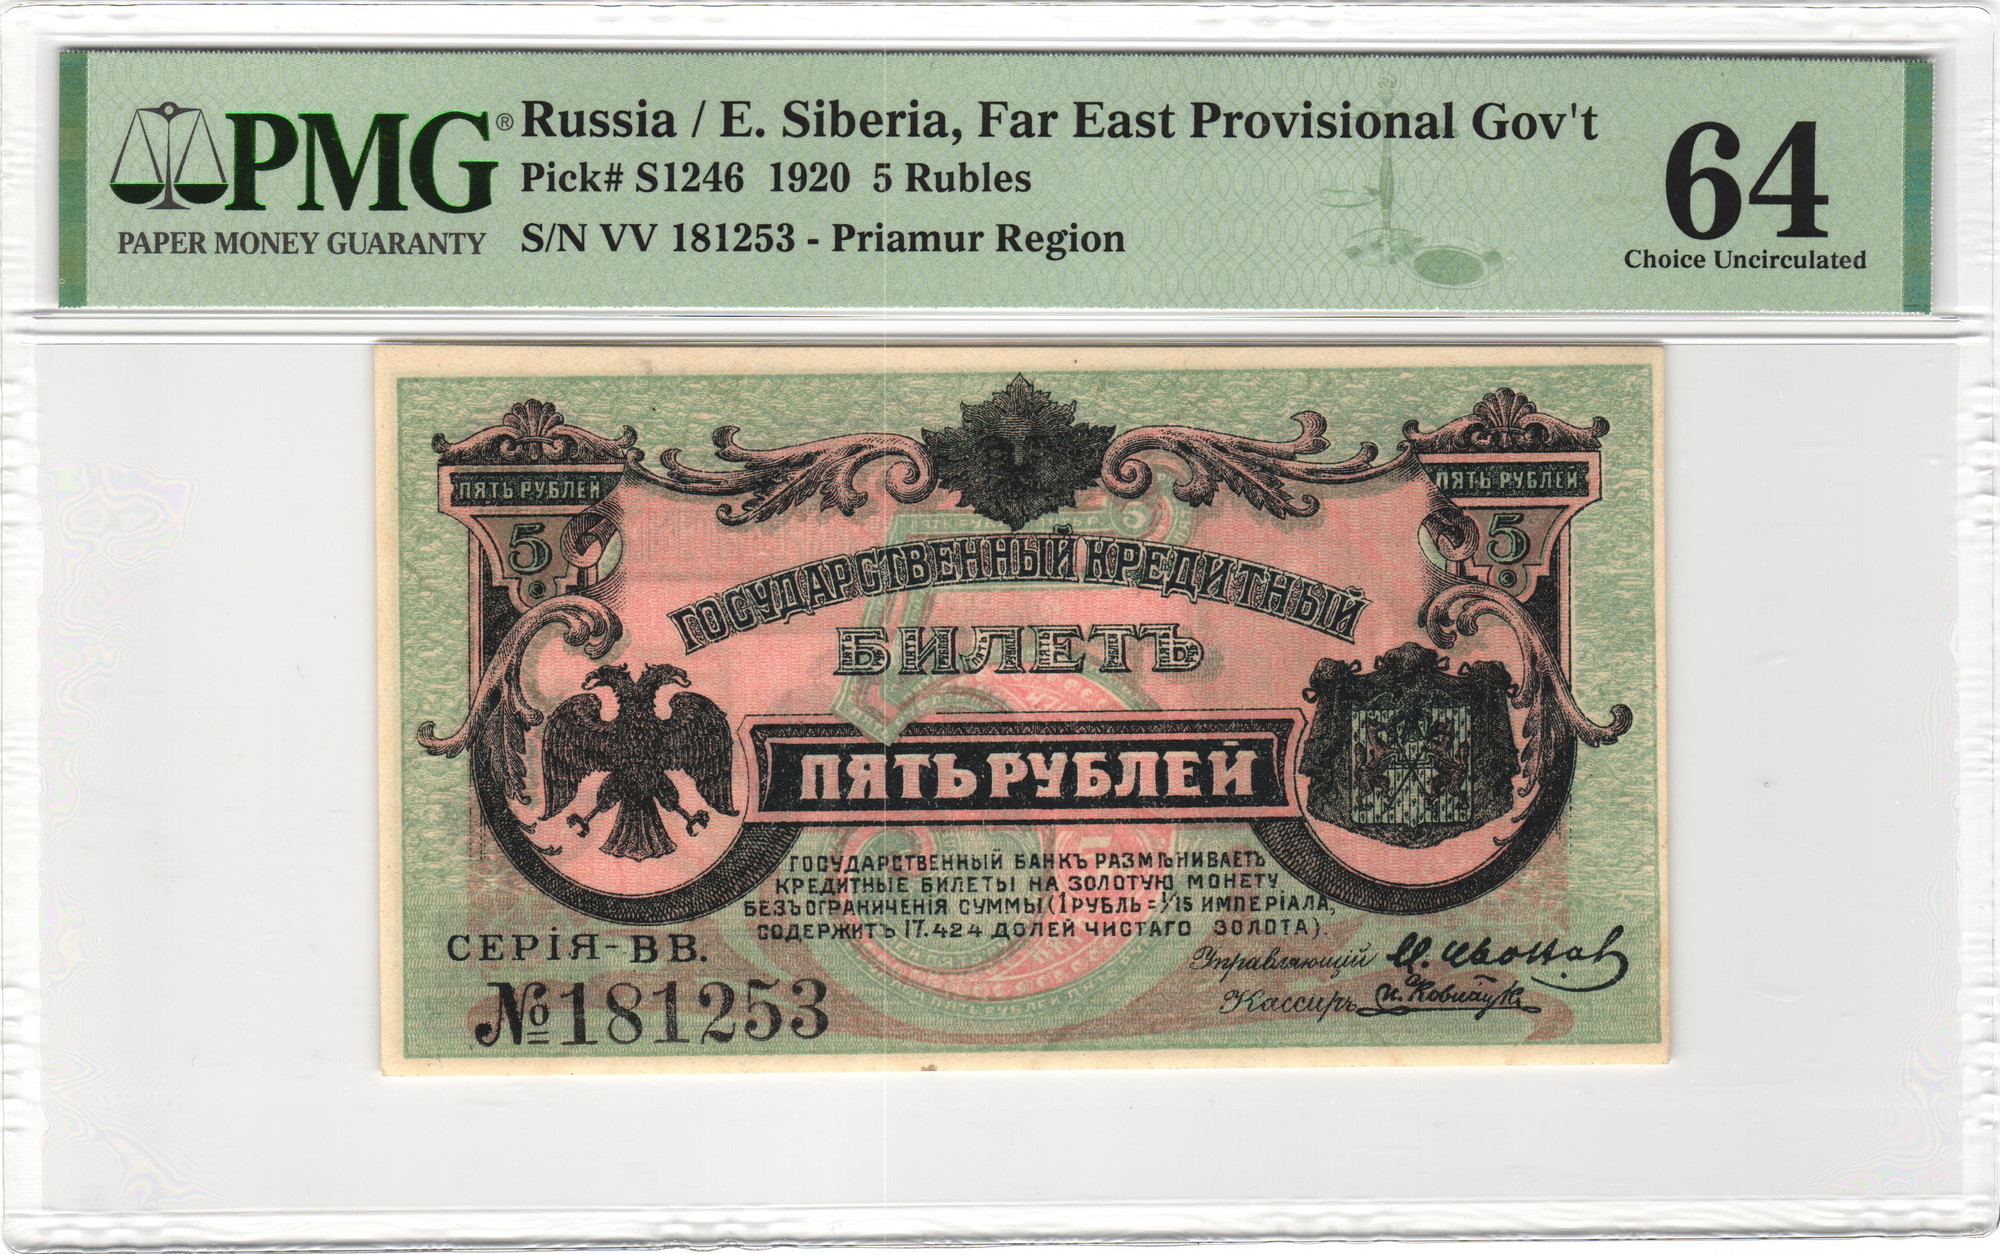 PMG® Russia / E. Siberia, Far East Provisional Gov't
Pick# S1246 1920 5 Rubles
PAPER MONEY GUARANTY
S/N VV 181253 - Priamur Region
64
Choice Uncirculated
ПЯТЬ РУБЛЕЙ
5
ПЯТЬ РУБЛЕЙ
5
ГОСУДАРСТВЕННЫЙ КРЕДИТНЫЙ
БИЛЕТЪ
ПЯТЬ РУБЛЕЙ
ГОСУДАРСТВЕННЫЙ БАНКЪ РАЗМѢНИВАЕТЪ
КРЕДИТНЫЕ БИЛЕТЫ НА ЗОЛОТУЮ МОНЕТУ
БЕЗЪ ОГРАНИЧЕНІЯ СУММЫ (1 РУБЛЬ = 1/15 ИМПЕРІАЛА,
СОДЕРЖИТЪ 17.424 ДОЛЕЙ ЧИСТАГО ЗОЛОТА).
СЕРІЯ-ВВ.
№181253
Управляющій
Кассиръ